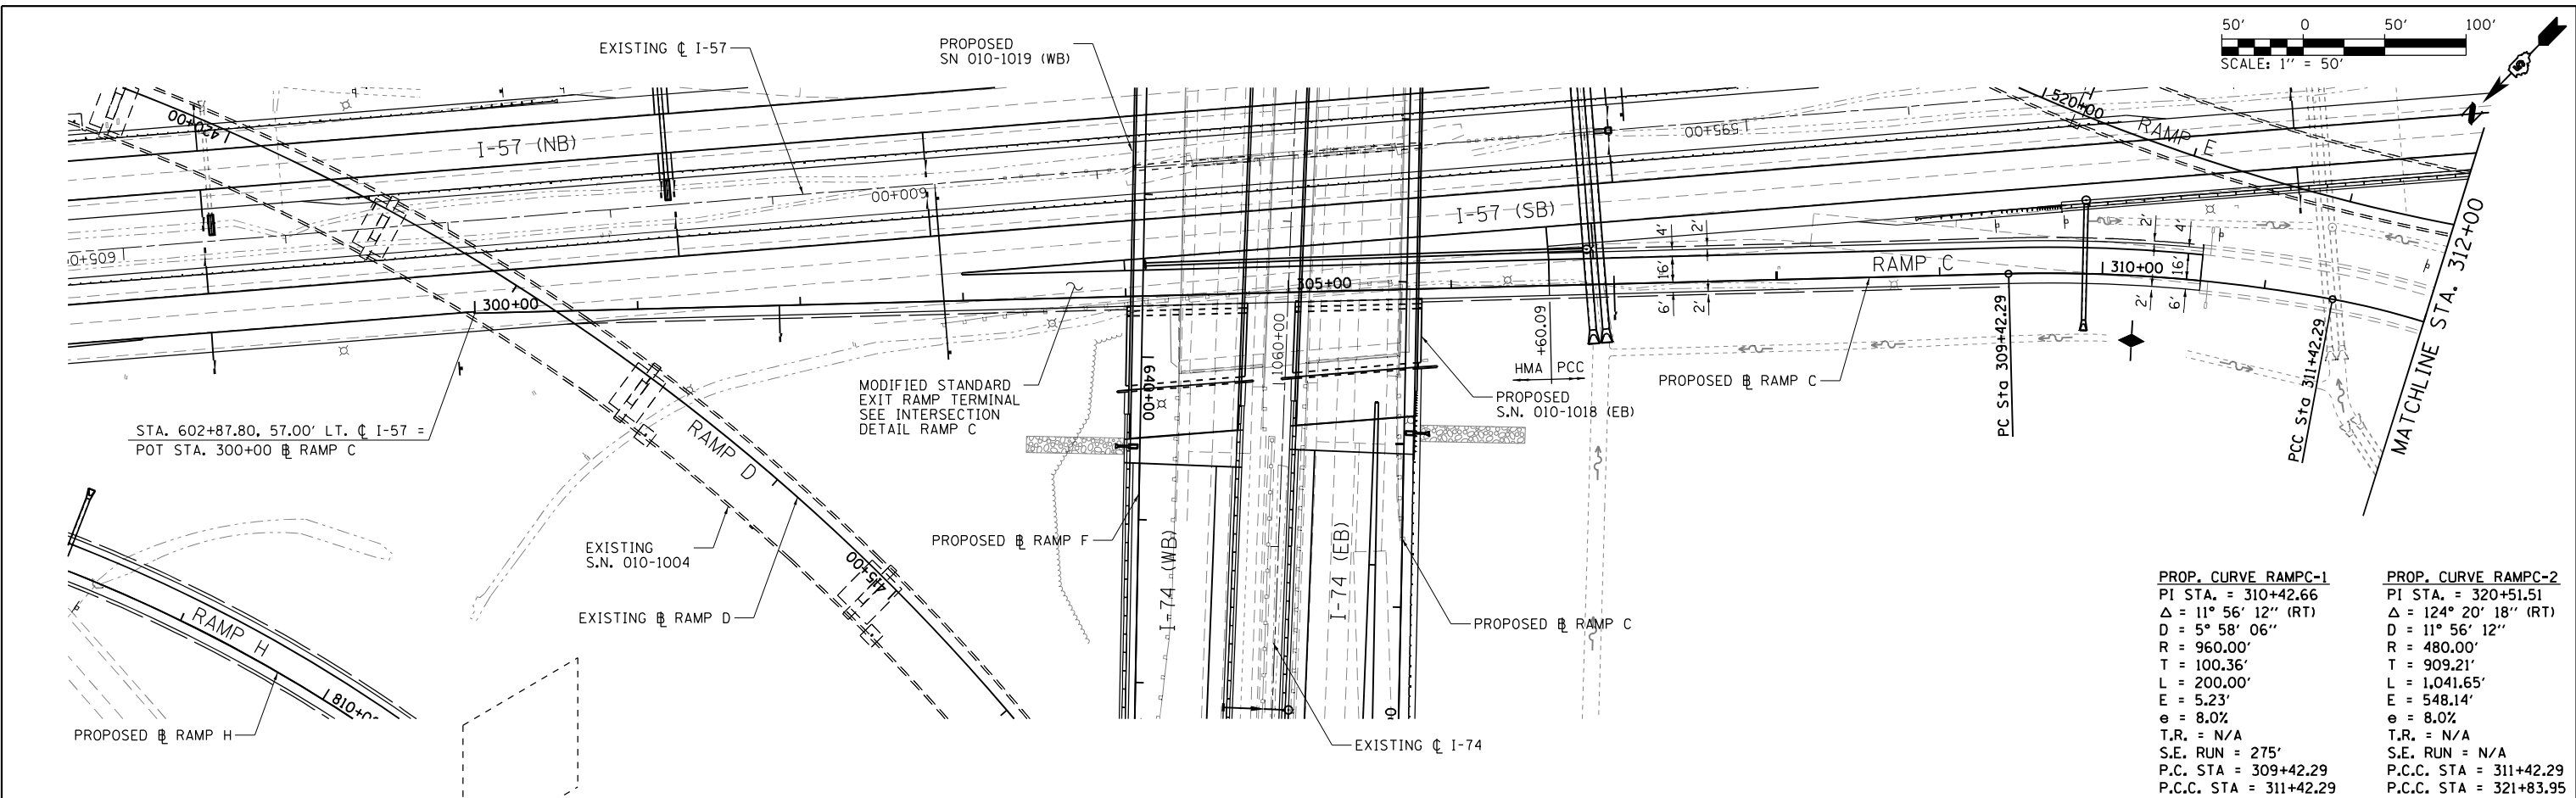 50' 0 50' 100'
SCALE: 1'' = 50'
N
EXISTING ℄ I-57
PROPOSED
SN 010-1019 (WB)
420+00
I-57 (NB)
595+00
520+00
RAMP E
600+00
I-57 (SB)
605+00
4'
2'
16'
6'
2'
2'
4'
16'
2'
6'
RAMP C
300+00
305+00
310+00
MATCHLINE STA. 312+00
1060+00
640+00
+60.09
HMA PCC
PC Sta 309+42.29
PCC Sta 311+42.29
MODIFIED STANDARD
EXIT RAMP TERMINAL
SEE INTERSECTION
DETAIL RAMP C
PROPOSED ⅊ RAMP C
PROPOSED
S.N. 010-1018 (EB)
STA. 602+87.80, 57.00' LT. ℄ I-57 =
POT STA. 300+00 ⅊ RAMP C
RAMP D
EXISTING
S.N. 010-1004
PROPOSED ⅊ RAMP F
I-74 (WB)
I-74 (EB)
415+00
EXISTING ⅊ RAMP D
PROPOSED ⅊ RAMP C
RAMP H
PROPOSED ⅊ RAMP H
EXISTING ℄ I-74
PROP. CURVE RAMPC-1
PI STA. = 310+42.66
Δ = 11° 56' 12'' (RT)
D = 5° 58' 06''
R = 960.00'
T = 100.36'
L = 200.00'
E = 5.23'
e = 8.0%
T.R. = N/A
S.E. RUN = 275'
P.C. STA = 309+42.29
P.C.C. STA = 311+42.29
PROP. CURVE RAMPC-2
PI STA. = 320+51.51
Δ = 124° 20' 18'' (RT)
D = 11° 56' 12''
R = 480.00'
T = 909.21'
L = 1,041.65'
E = 548.14'
e = 8.0%
T.R. = N/A
S.E. RUN = N/A
P.C.C. STA = 311+42.29
P.C.C. STA = 321+83.95